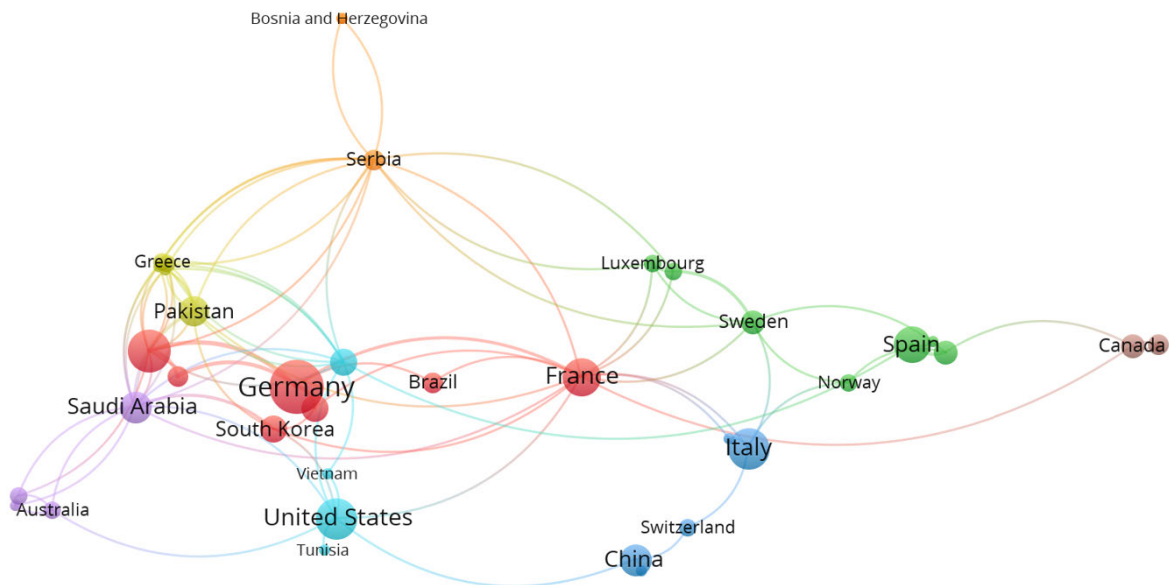 Bosnia and Herzegovina
Serbia
Greece
Luxembourg
Pakistan
Sweden
Spain
Canada
Germany
Brazil
France
Norway
Saudi Arabia
South Korea
Italy
Vietnam
Australia
United States
Switzerland
Tunisia
China